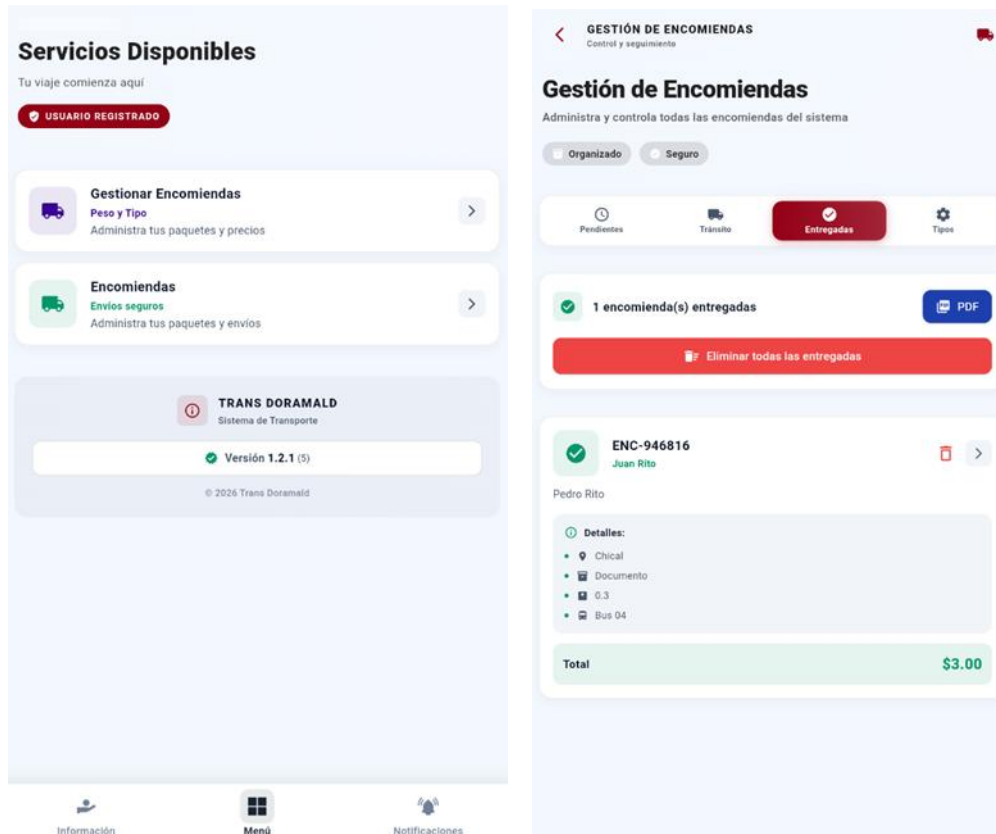 Servicios Disponibles
Tu viaje comienza aquí
USUARIO REGISTRADO
Gestionar Encomiendas
Peso y Tipo
Administra tus paquetes y precios
Encomiendas
Envíos seguros
Administra tus paquetes y envíos
TRANS DORAMALD
Sistema de Transporte
Versión 1.2.1 (5)
© 2026 Trans Doramald
Información
Menú
Notificaciones
GESTIÓN DE ENCOMIENDAS
Control y seguimiento
Gestión de Encomiendas
Administra y controla todas las encomiendas del sistema
Organizado
Seguro
Pendientes
Tránsito
Entregadas
Tipos
1 encomienda(s) entregadas
PDF
Eliminar todas las entregadas
ENC-946816
Juan Rito
Pedro Rito
Detalles:
Chical
Documento
0.3
Bus 04
Total
$3.00